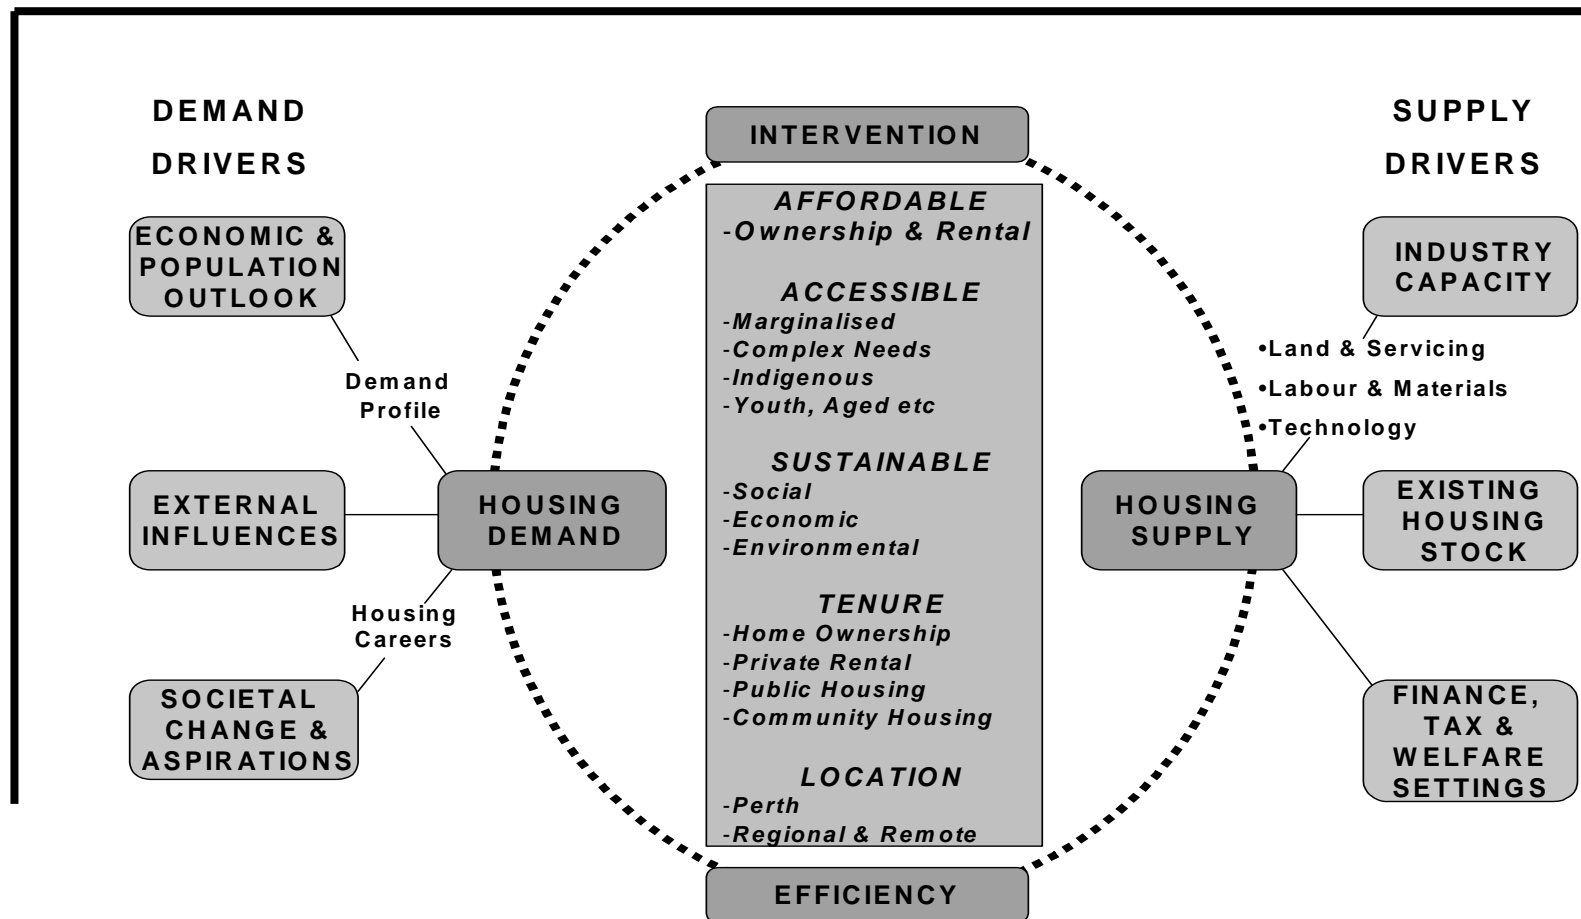 DEMAND
DRIVERS
ECONOMIC &
POPULATION
OUTLOOK
Demand
Profile
EXTERNAL
INFLUENCES
HOUSING
DEMAND
Housing
Careers
SOCIETAL
CHANGE &
ASPIRATIONS
INTERVENTION
AFFORDABLE
-Ownership & Rental
ACCESSIBLE
-Marginalised
-Complex Needs
-Indigenous
-Youth, Aged etc
SUSTAINABLE
-Social
-Economic
-Environmental
TENURE
-Home Ownership
-Private Rental
-Public Housing
-Community Housing
LOCATION
-Perth
-Regional & Remote
EFFICIENCY
SUPPLY
DRIVERS
INDUSTRY
CAPACITY
•Land & Servicing
•Labour & Materials
•Technology
HOUSING
SUPPLY
EXISTING
HOUSING
STOCK
FINANCE,
TAX &
WELFARE
SETTINGS